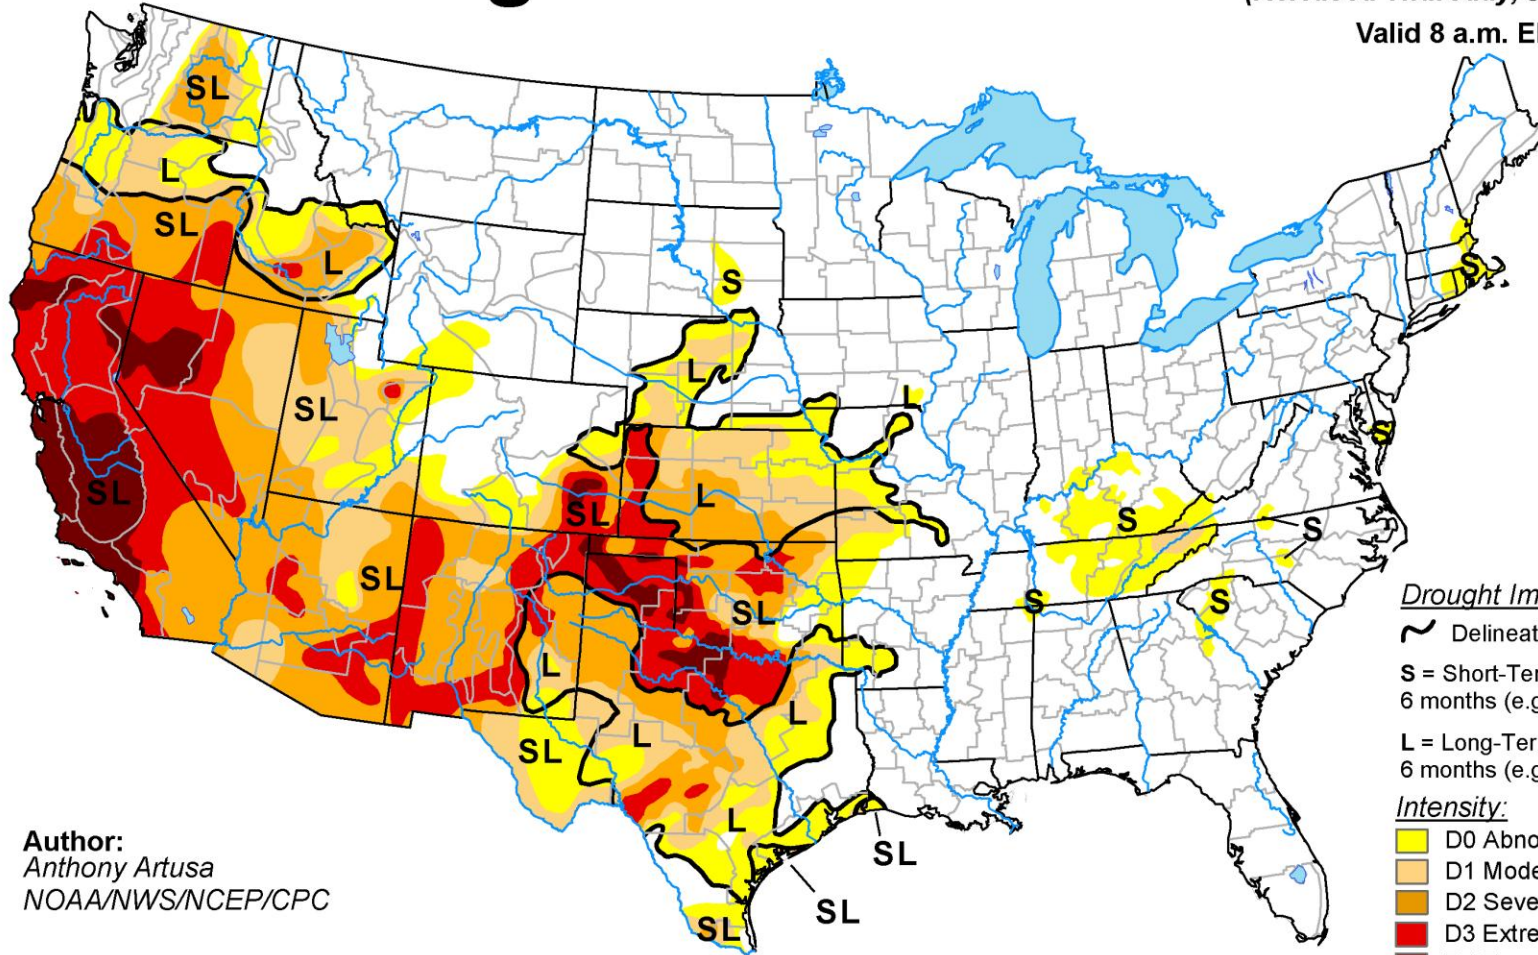 Valid 8 a.m.
SL
L
SL
L
S
L
SL
L
S
S
SL
L
SL
S
S
SL
SL
S
S
L
L
SL
L
L
SL
SL
SL
Drought
Delineat
S = Short-Ter
6 months (e.g
L = Long-Ter
6 months (e.g
Intensity:
D0 Abno
D1 Mode
D2 Seve
D3 Extre
Author:
Anthony Artusa
NOAA/NWS/NCEP/CPC